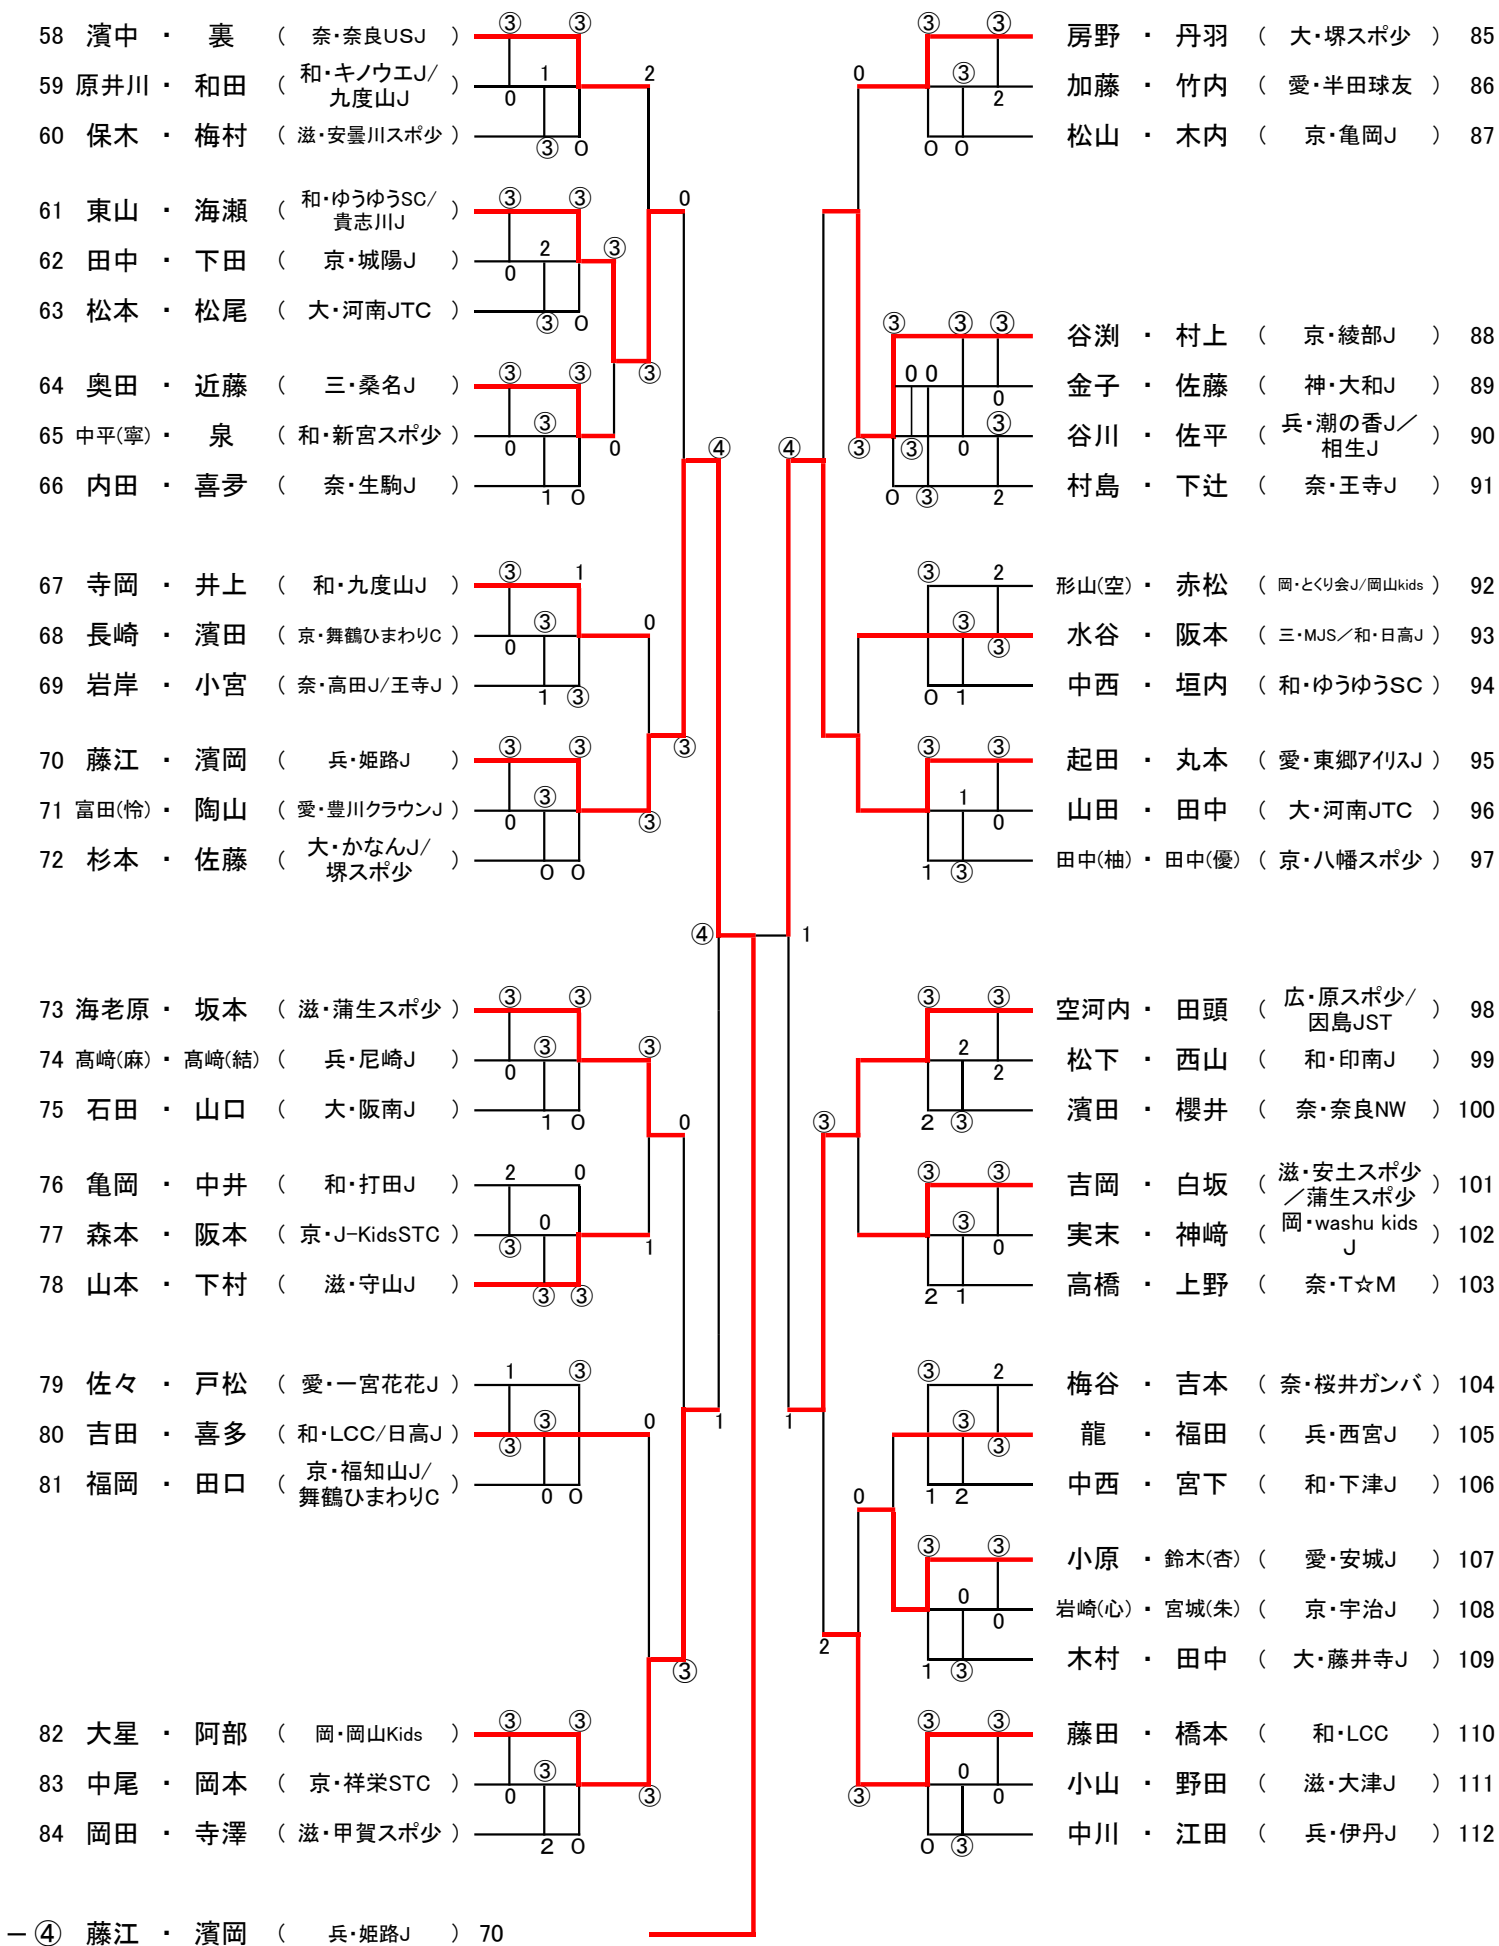 58 濱中 ・ 裏 ( 奈・奈良USJ )
59 原井川 ・ 和田 ( 和・キノウエJ/九度山J )
60 保木 ・ 梅村 ( 滋・安曇川スポ少 )
61 東山 ・ 海瀬 ( 和・ゆうゆうSC/貴志川J )
62 田中 ・ 下田 ( 京・城陽J )
63 松本 ・ 松尾 ( 大・河南JTC )
64 奥田 ・ 近藤 ( 三・桑名J )
65 中平(寧) ・ 泉 ( 和・新宮スポ少 )
66 内田 ・ 喜夛 ( 奈・生駒J )
67 寺岡 ・ 井上 ( 和・九度山J )
68 長崎 ・ 濱田 ( 京・舞鶴ひまわりC )
69 岩岸 ・ 小宮 ( 奈・高田J/王寺J )
70 藤江 ・ 濱岡 ( 兵・姫路J )
71 富田(怜) ・ 陶山 ( 愛・豊川クラウンJ )
72 杉本 ・ 佐藤 ( 大・かなんJ/堺スポ少 )
73 海老原 ・ 坂本 ( 滋・蒲生スポ少 )
74 髙﨑(麻) ・ 髙﨑(結) ( 兵・尼崎J )
75 石田 ・ 山口 ( 大・阪南J )
76 亀岡 ・ 中井 ( 和・打田J )
77 森本 ・ 阪本 ( 京・J-KidsSTC )
78 山本 ・ 下村 ( 滋・守山J )
79 佐々 ・ 戸松 ( 愛・一宮花花J )
80 吉田 ・ 喜多 ( 和・LCC/日高J )
81 福岡 ・ 田口 ( 京・福知山J/舞鶴ひまわりC )
82 大星 ・ 阿部 ( 岡・岡山Kids )
83 中尾 ・ 岡本 ( 京・祥栄STC )
84 岡田 ・ 寺澤 ( 滋・甲賀スポ少 )
－④ 藤江 ・ 濱岡 ( 兵・姫路J ) 70
房野 ・ 丹羽 ( 大・堺スポ少 ) 85
加藤 ・ 竹内 ( 愛・半田球友 ) 86
松山 ・ 木内 ( 京・亀岡J ) 87
谷渕 ・ 村上 ( 京・綾部J ) 88
金子 ・ 佐藤 ( 神・大和J ) 89
谷川 ・ 佐平 ( 兵・潮の香J／相生J ) 90
村島 ・ 下辻 ( 奈・王寺J ) 91
形山(空) ・ 赤松 ( 岡・とくり会J/岡山kids ) 92
水谷 ・ 阪本 ( 三・MJS／和・日高J ) 93
中西 ・ 垣内 ( 和・ゆうゆうSC ) 94
起田 ・ 丸本 ( 愛・東郷アイリスJ ) 95
山田 ・ 田中 ( 大・河南JTC ) 96
田中(柚) ・ 田中(優) ( 京・八幡スポ少 ) 97
空河内 ・ 田頭 ( 広・原スポ少/因島JST ) 98
松下 ・ 西山 ( 和・印南J ) 99
濱田 ・ 櫻井 ( 奈・奈良NW ) 100
吉岡 ・ 白坂 ( 滋・安土スポ少／蒲生スポ少 ) 101
実末 ・ 神﨑 ( 岡・washu kids J ) 102
高橋 ・ 上野 ( 奈・T☆M ) 103
梅谷 ・ 吉本 ( 奈・桜井ガンバ ) 104
龍 ・ 福田 ( 兵・西宮J ) 105
中西 ・ 宮下 ( 和・下津J ) 106
小原 ・ 鈴木(杏) ( 愛・安城J ) 107
岩崎(心) ・ 宮城(朱) ( 京・宇治J ) 108
木村 ・ 田中 ( 大・藤井寺J ) 109
藤田 ・ 橋本 ( 和・LCC ) 110
小山 ・ 野田 ( 滋・大津J ) 111
中川 ・ 江田 ( 兵・伊丹J ) 112